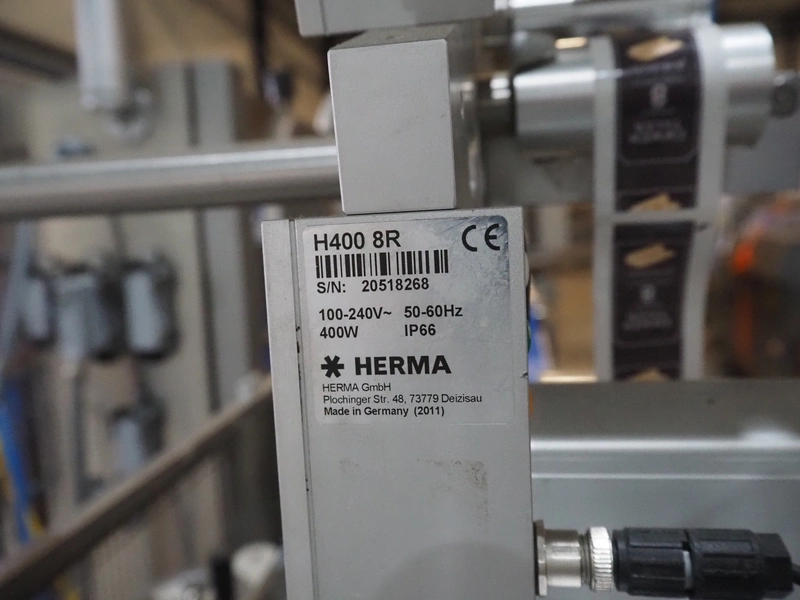 H400 8R
CE
S/N: 20518268
100-240V~ 50-60Hz
400W IP66
HERMA
HERMA GmbH
Plochinger Str. 48, 73779 Deizisau
Made in Germany (2011)